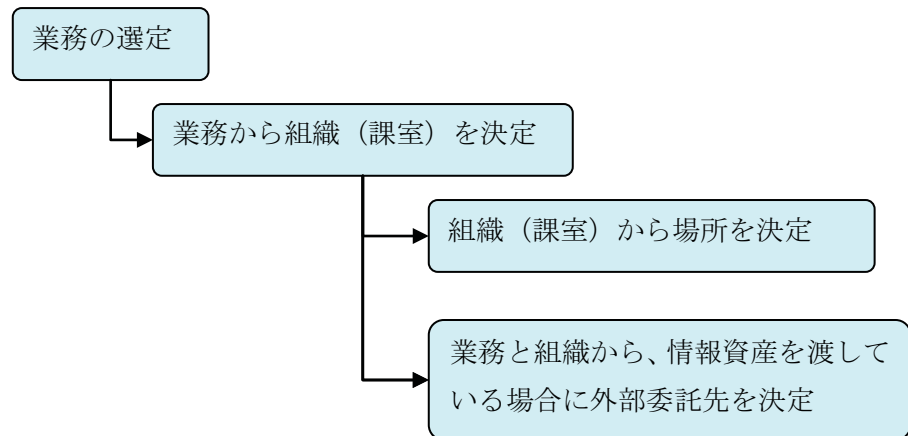 業務の選定
業務から組織（課室）を決定
組織（課室）から場所を決定
業務と組織から、情報資産を渡して
いる場合に外部委託先を決定